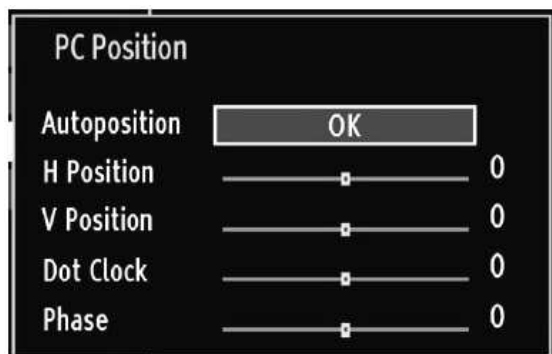 PC Position
Autoposition OK
H Position 0
V Position 0
Dot Clock 0
Phase 0